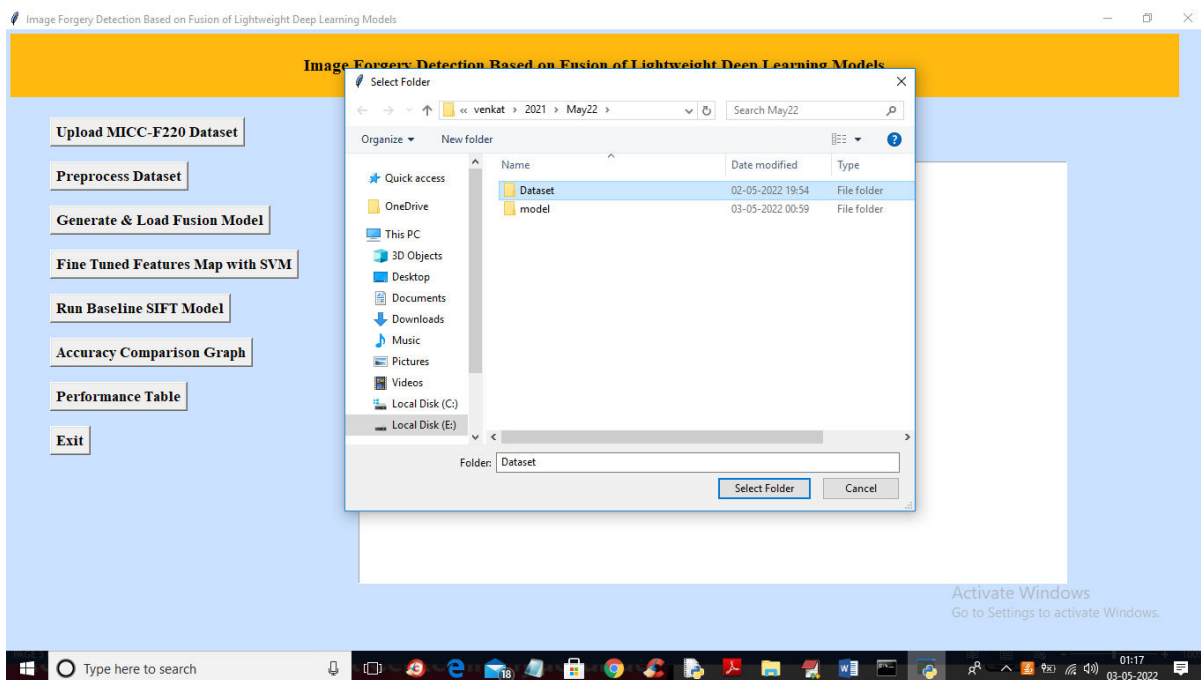 Image Forgery Detection Based on Fusion of Lightweight Deep Learning Models
Image Forgery Detection Based on Fusion of Lightweight Deep Learning Models
Upload MICC-F220 Dataset
Preprocess Dataset
Generate & Load Fusion Model
Fine Tuned Features Map with SVM
Run Baseline SIFT Model
Accuracy Comparison Graph
Performance Table
Exit
Select Folder
« venkat › 2021 › May22 ›
Search May22
Organize
New folder
Name Date modified Type
Dataset 02-05-2022 19:54 File folder
model 03-05-2022 00:59 File folder
Quick access
OneDrive
This PC
3D Objects
Desktop
Documents
Downloads
Music
Pictures
Videos
Local Disk (C:)
Local Disk (E:)
Folder: Dataset
Select Folder
Cancel
Activate Windows
Go to Settings to activate Windows.
Type here to search
18
01:17
03-05-2022